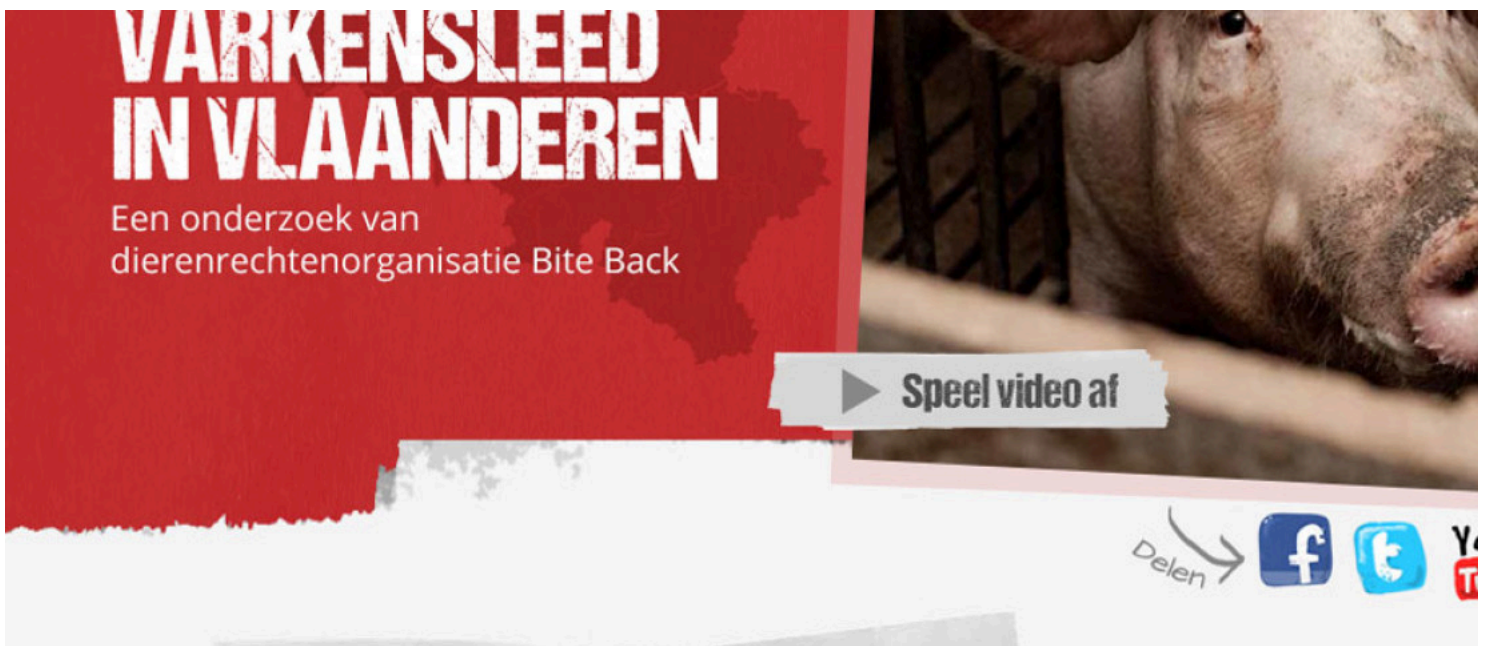 VARKENSLEED
IN VLAANDEREN
Een onderzoek van
dierenrechtenorganisatie Bite Back
Speel video af
Delen